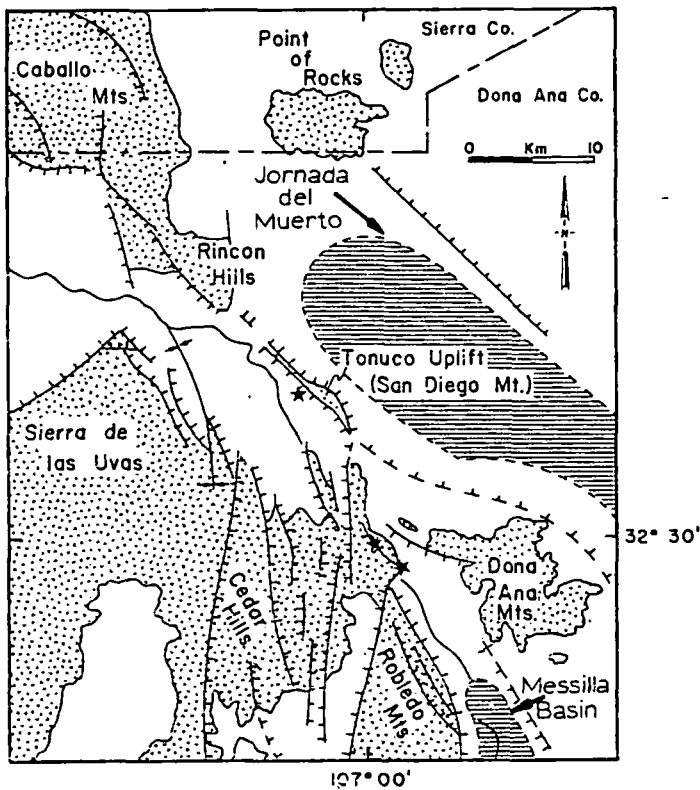 Sierra Co.
Point
of
Rocks
Caballo
Mts.
Dona Ana Co.
0 Km 10
Jornada
del
Muerto
N
Rincon
Hills
Tonuco Uplift
(San Diego Mt.)
Sierra de
las Uvas
32° 30'
Dona
Ana
Mts.
Cedar
Hills
Robledo
Mts.
Messilla
Basin
107° 00'